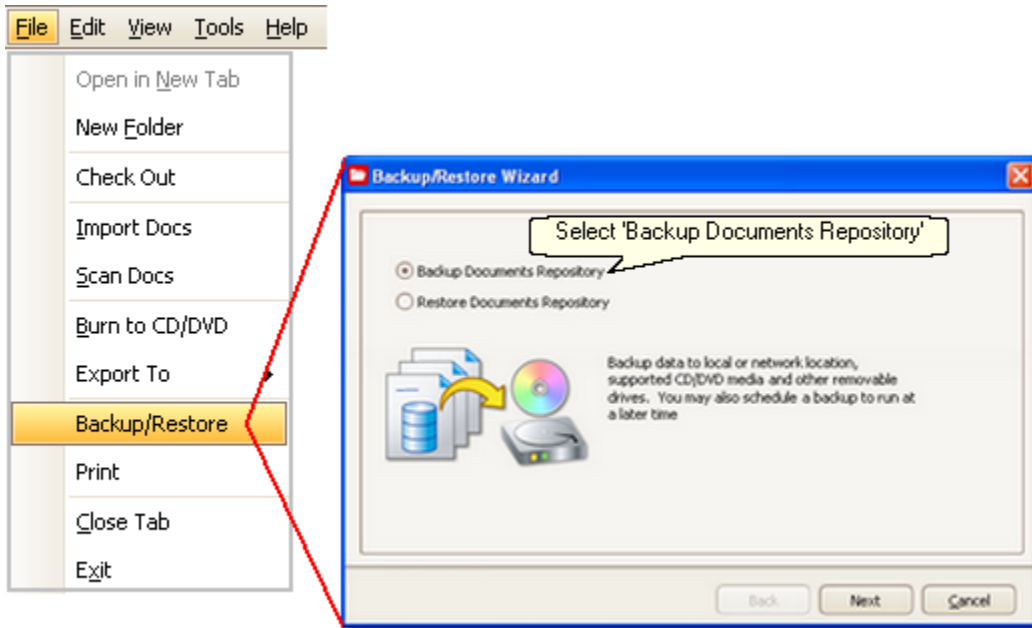 File Edit View Tools Help
Open in New Tab
New Folder
Check Out
Import Docs
Scan Docs
Burn to CD/DVD
Export To
Backup/Restore
Print
Close Tab
Exit
Backup/Restore Wizard
Select 'Backup Documents Repository'
Backup Documents Repository
Restore Documents Repository
Backup data to local or network location,
supported CD/DVD media and other removable
drives. You may also schedule a backup to run at
a later time
Back Next Cancel